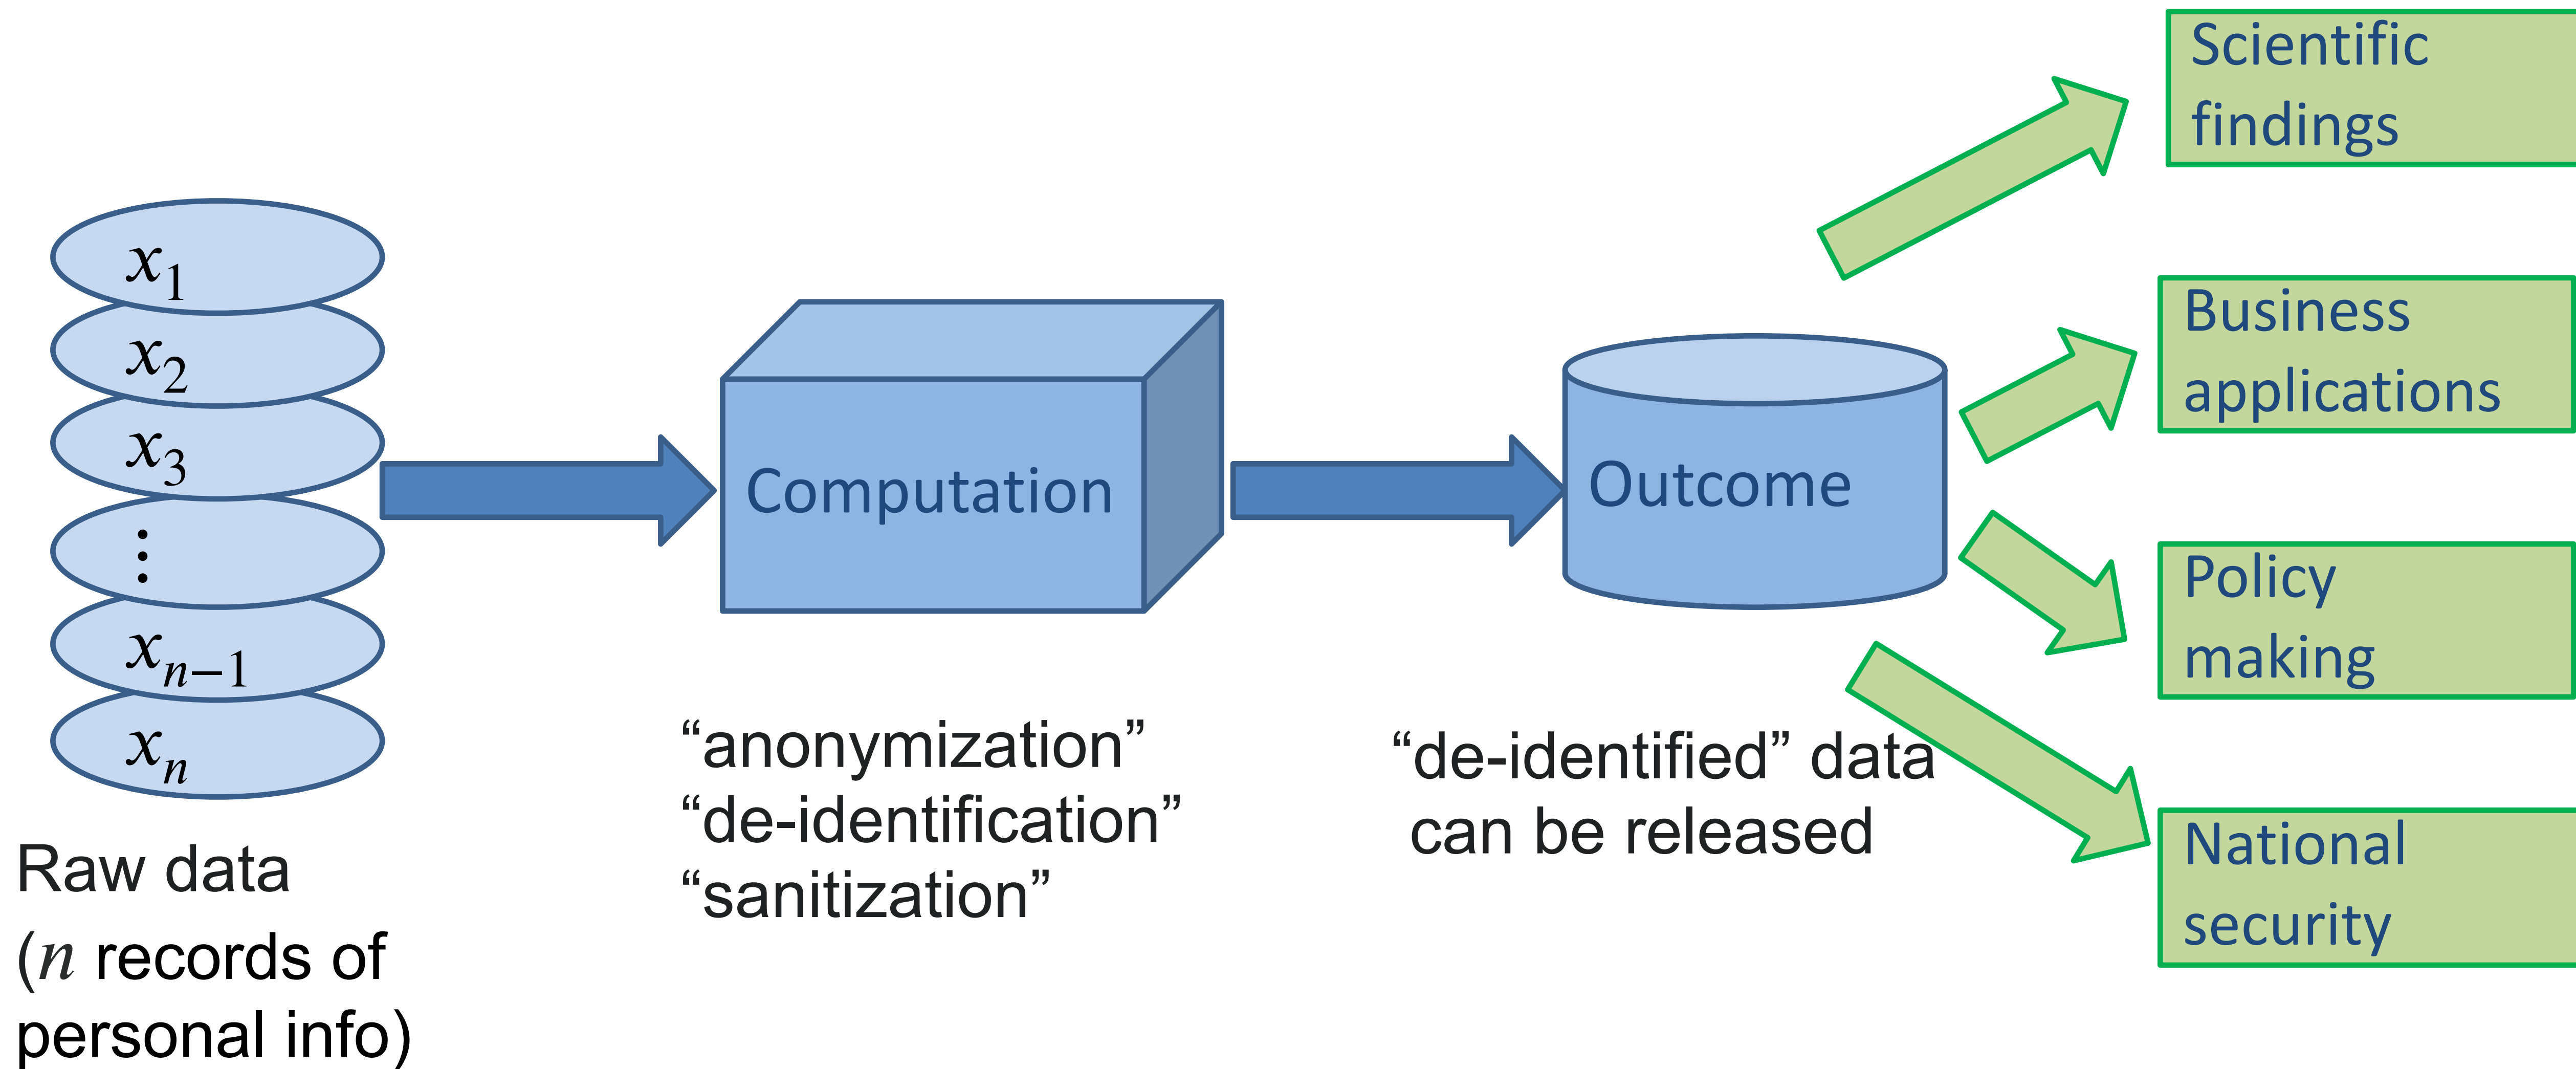 x₁
x₂
x₃
⋮
xₙ₋₁
xₙ
Raw data
(n records of
personal info)
Computation
“anonymization”
“de-identification”
“sanitization”
Outcome
“de-identified” data
can be released
Scientific
findings
Business
applications
Policy
making
National
security